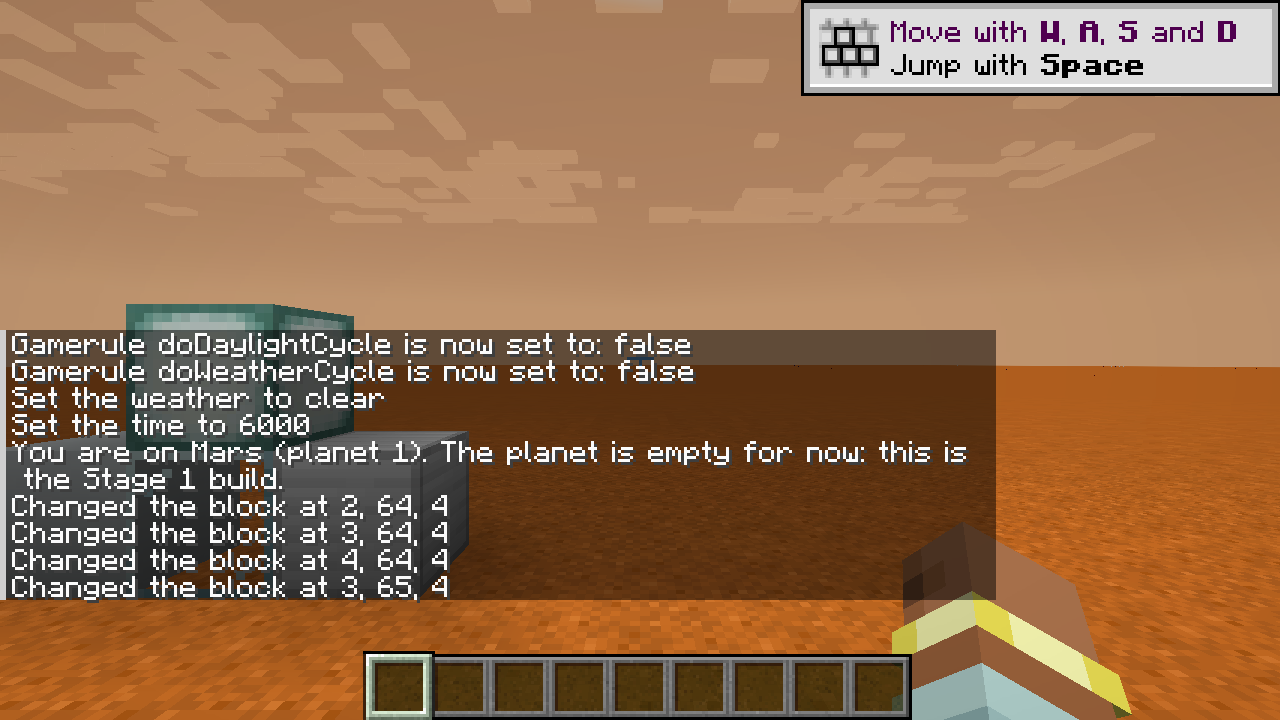 Move with W, A, S and D
Jump with Space
Gamerule doDaylightCycle is now set to: false
Gamerule doWeatherCycle is now set to: false
Set the weather to clear
Set the time to 6000
You are on Mars (planet 1). The planet is empty for now: this is
the Stage 1 build.
Changed the block at 2, 64, 4
Changed the block at 3, 64, 4
Changed the block at 4, 64, 4
Changed the block at 3, 65, 4